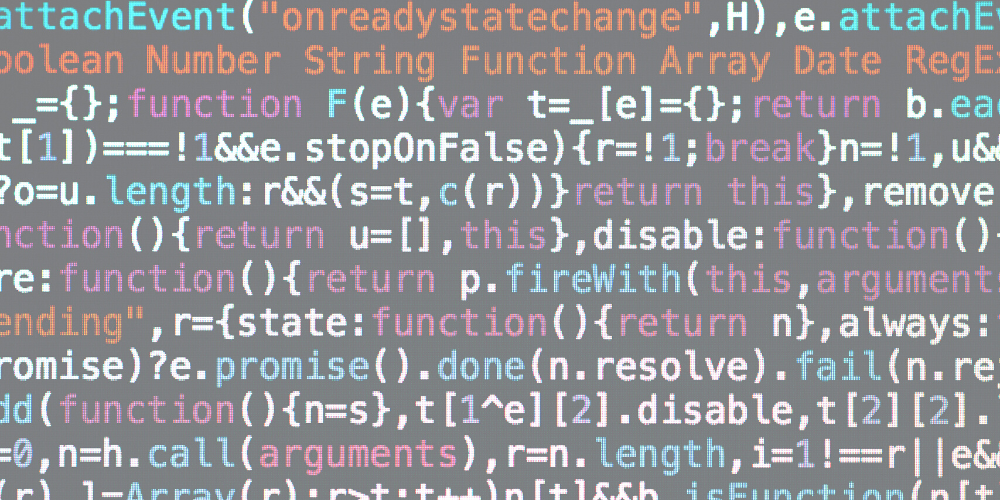 attachEvent("onreadystatechange",H),e.attachE
oolean Number String Function Array Date RegE
_={};function F(e){var t=_[e]={};return b.ea
t[1])===!1&&e.stopOnFalse){r=!1;break}n=!1,u&
?o=u.length:r&&(s=t,c(r))}return this},remove
nction(){return u=[],this},disable:function()
re:function(){return p.fireWith(this,argument
ending",r={state:function(){return n},always:
romise)?e.promise().done(n.resolve).fail(n.re
dd(function(){n=s},t[1^e][2].disable,t[2][2].
=0,n=h.call(arguments),r=n.length,i=1!==r||e&
(r),l=Array(r);r>t;t++)n[t]&&b.isFunction(n[t